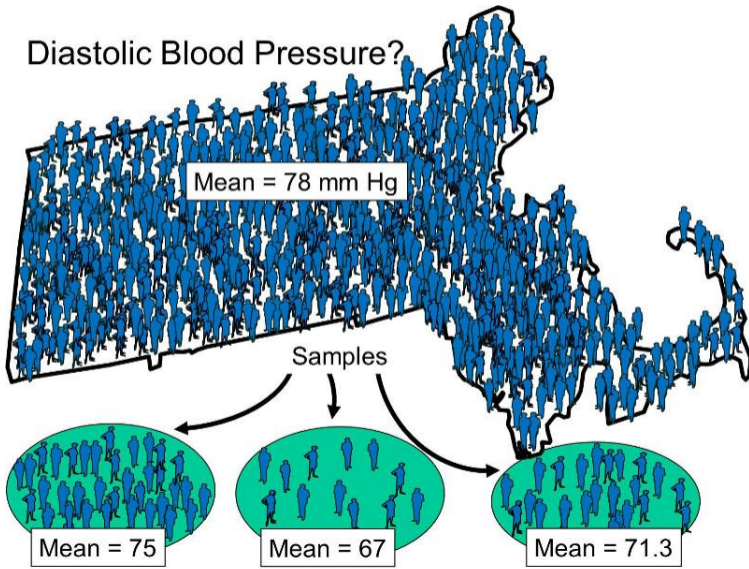 Diastolic Blood Pressure?
Mean = 78 mm Hg
Samples
Mean = 75
Mean = 67
Mean = 71.3